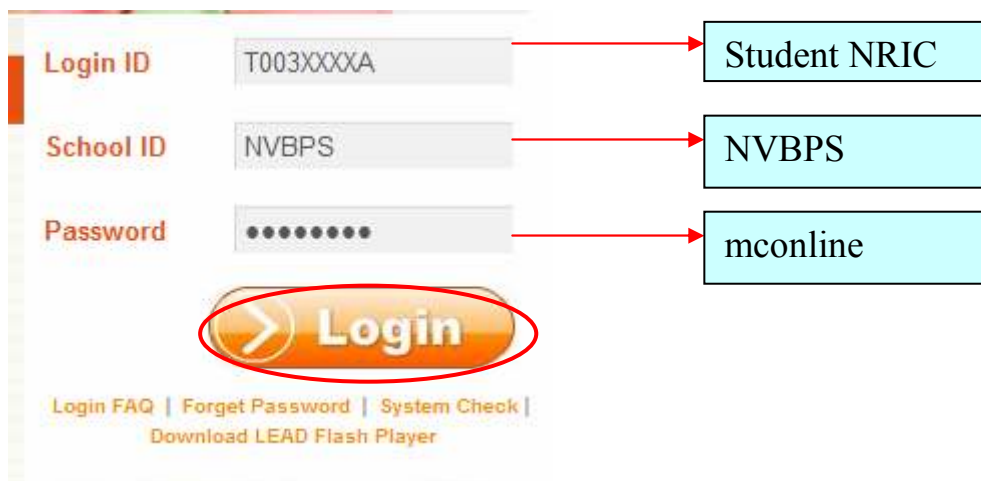 Login ID T003XXXXA Student NRIC
School ID NVBPS NVBPS
Password ●●●●●●●● mconline
Login
Login FAQ | Forget Password | System Check |
Download LEAD Flash Player